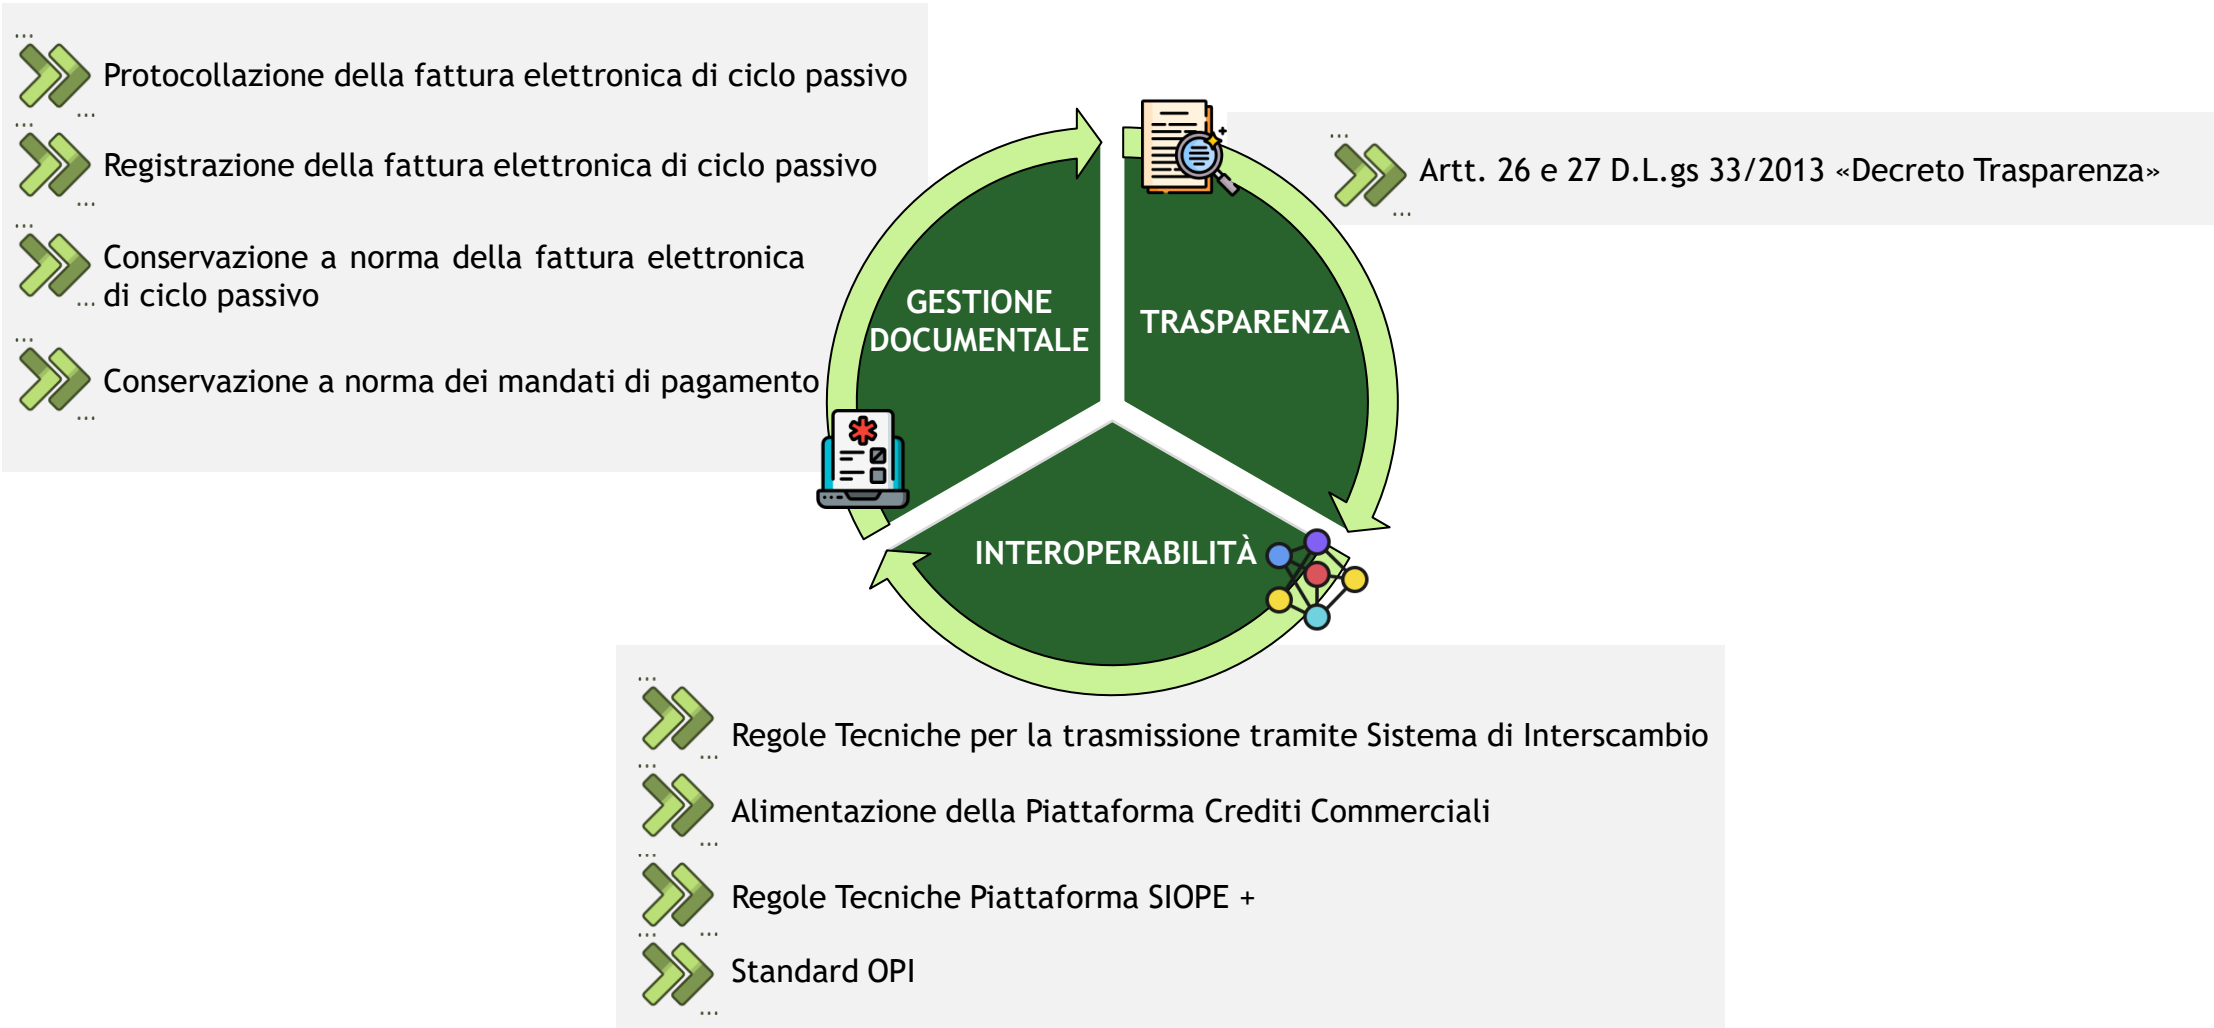 Protocollazione della fattura elettronica di ciclo passivo
Registrazione della fattura elettronica di ciclo passivo
Conservazione a norma della fattura elettronica
di ciclo passivo
Conservazione a norma dei mandati di pagamento
GESTIONE
DOCUMENTALE
TRASPARENZA
Artt. 26 e 27 D.L.gs 33/2013 «Decreto Trasparenza»
INTEROPERABILITÀ
Regole Tecniche per la trasmissione tramite Sistema di Interscambio
Alimentazione della Piattaforma Crediti Commerciali
Regole Tecniche Piattaforma SIOPE +
Standard OPI